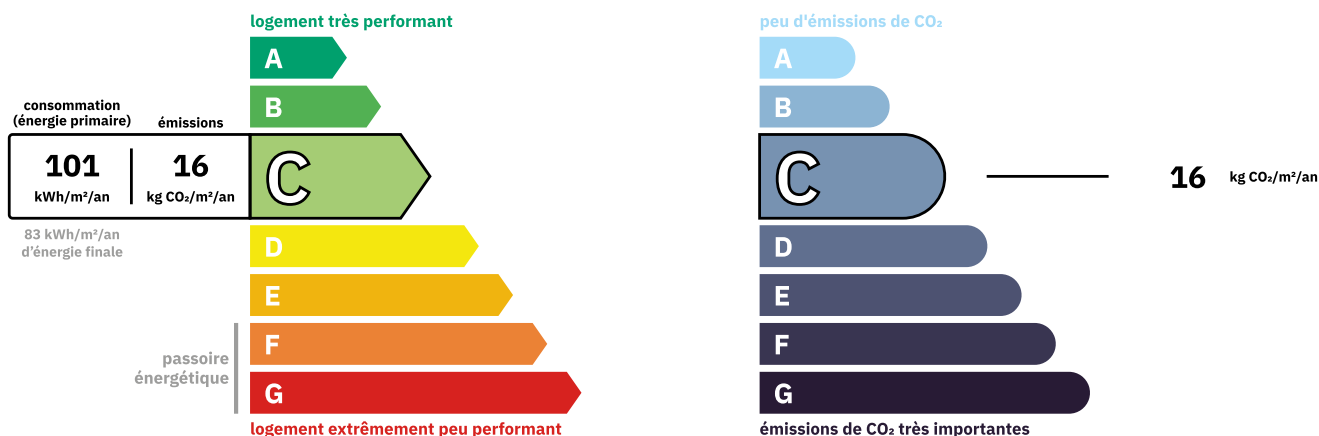 logement très performant
A
B
consommation
(énergie primaire)
émissions
101
kWh/m²/an
16
kg CO₂/m²/an
C
83 kWh/m²/an
d'énergie finale
D
E
passoire
énergétique
F
G
logement extrêmement peu performant
peu d'émissions de CO₂
A
B
C
16 kg CO₂/m²/an
D
E
F
G
émissions de CO₂ très importantes